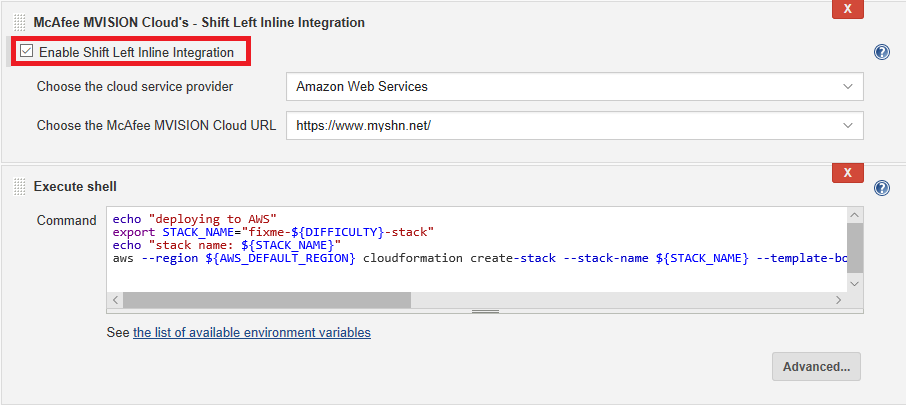 X
McAfee MVISION Cloud's - Shift Left Inline Integration
Enable Shift Left Inline Integration
?
Choose the cloud service provider Amazon Web Services
Choose the McAfee MVISION Cloud URL https://www.myshn.net/
X
Execute shell
?
Command
echo "deploying to AWS"
export STACK_NAME="fixme-${DIFFICULTY}-stack"
echo "stack name: ${STACK_NAME}"
aws --region ${AWS_DEFAULT_REGION} cloudformation create-stack --stack-name ${STACK_NAME} --template-bo
See the list of available environment variables
Advanced...